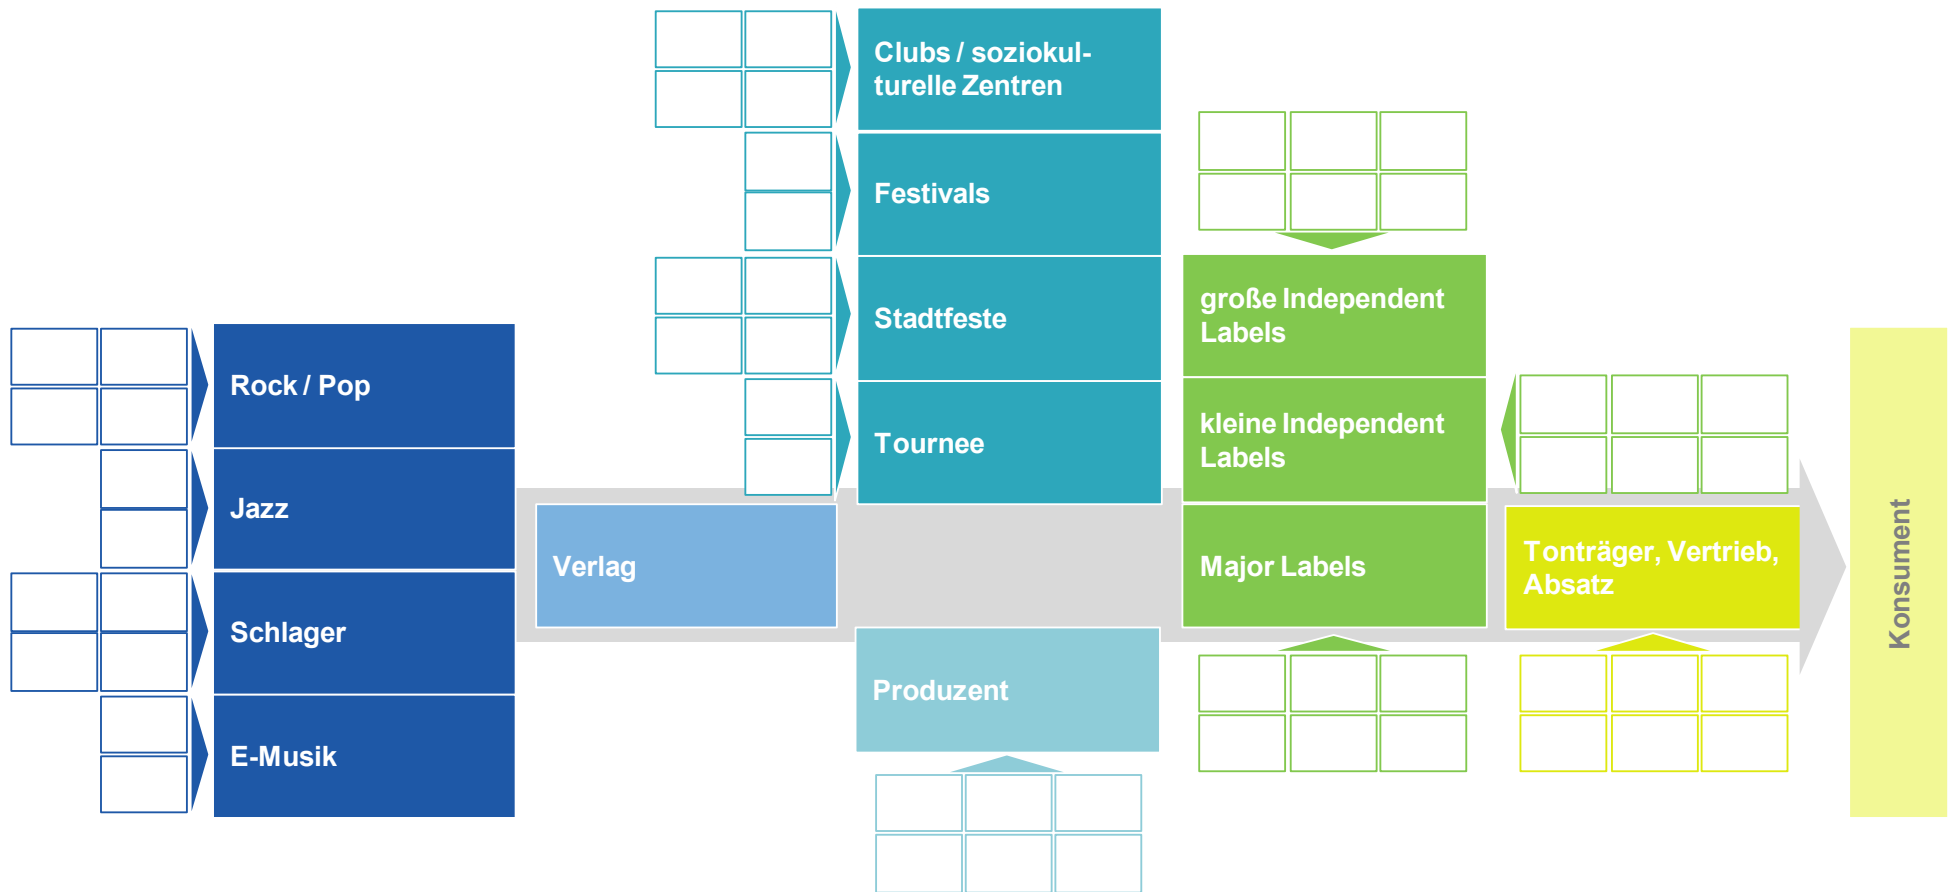 Clubs / soziokul-
turelle Zentren
Festivals
Stadtfeste
Tournee
Rock / Pop
Jazz
Schlager
E-Musik
Verlag
Produzent
große Independent
Labels
kleine Independent
Labels
Major Labels
Tonträger, Vertrieb,
Absatz
Konsument